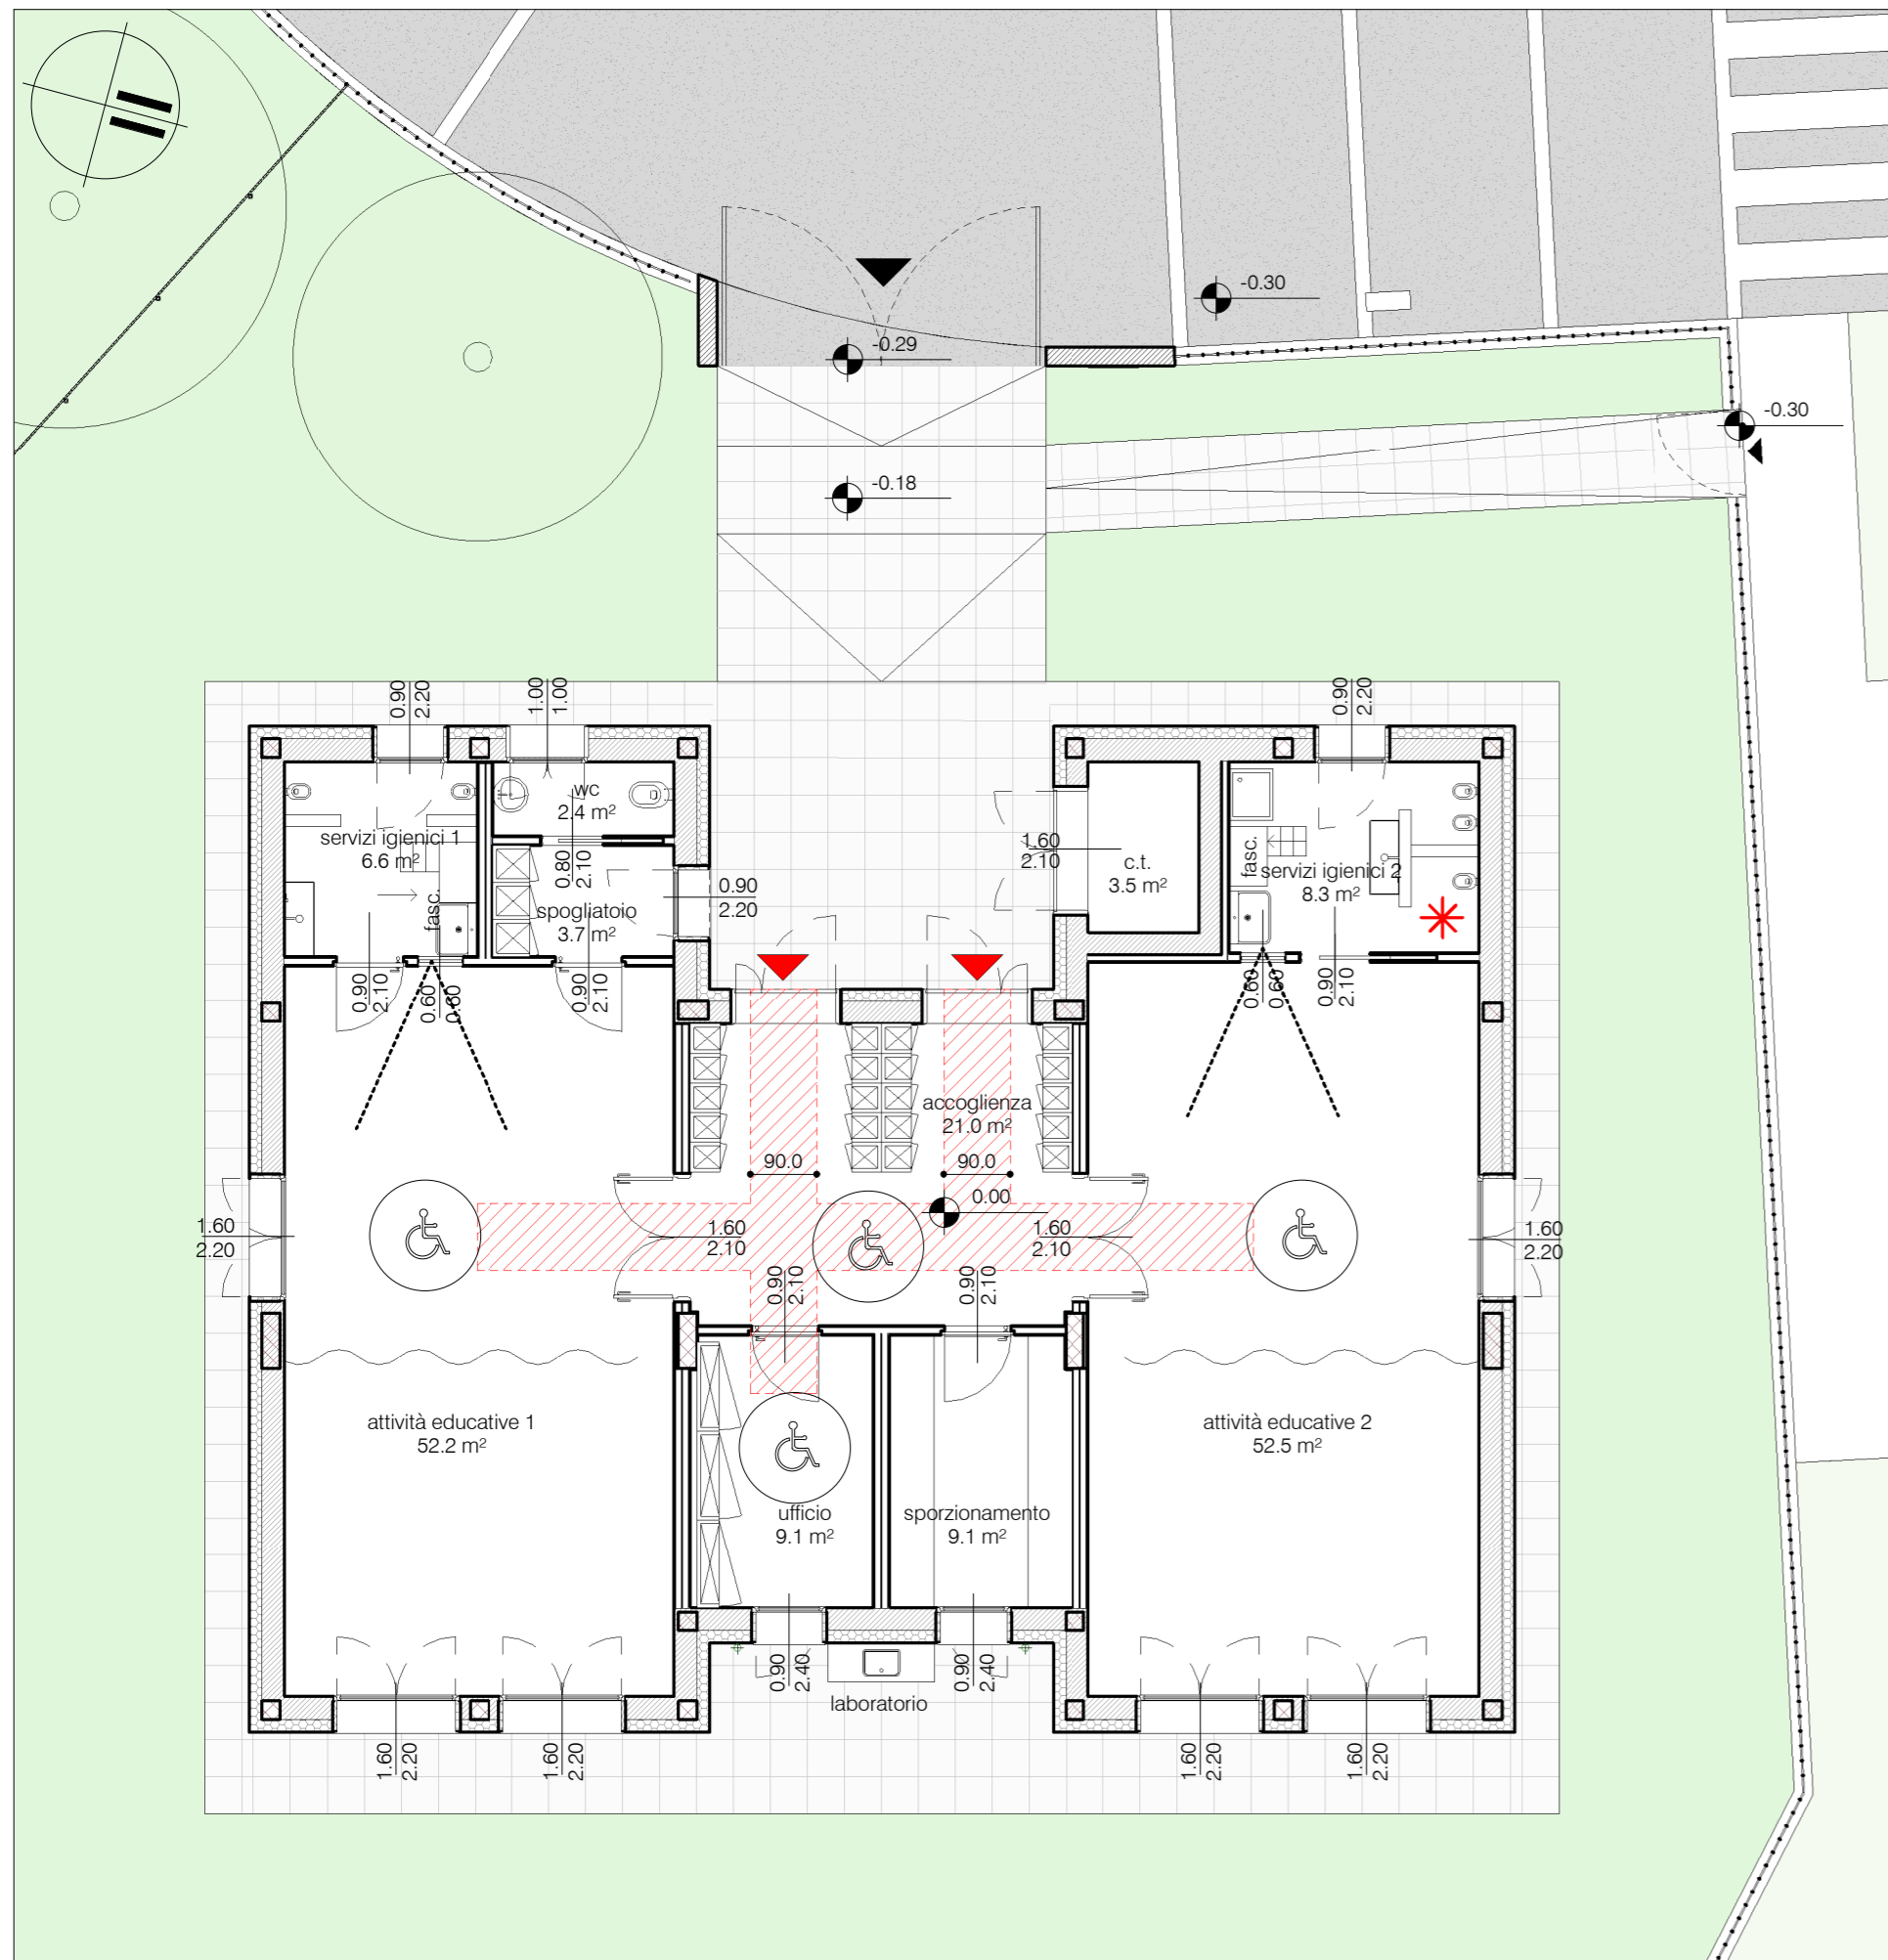 -0.30
-0.29
-0.30
-0.18
0.90
2.20
1.00
1.00
0.90
2.20
wc
2.4 m²
servizi igienici 1
6.6 m²
fasc.
0.80
2.10
spogliatoio
3.7 m²
0.90
2.20
1.60
2.10
c.t.
3.5 m²
fasc.
servizi igienici 2
8.3 m²
0.90
2.10
0.60
0.60
0.90
2.10
0.60
0.60
0.90
2.10
accoglienza
21.0 m²
90.0
90.0
0.00
1.60
2.20
1.60
2.10
1.60
2.10
1.60
2.20
0.90
2.10
0.90
2.10
attività educative 1
52.2 m²
attività educative 2
52.5 m²
ufficio
9.1 m²
sporzionamento
9.1 m²
0.90
2.40
0.90
2.40
laboratorio
1.60
2.20
1.60
2.20
1.60
2.20
1.60
2.20